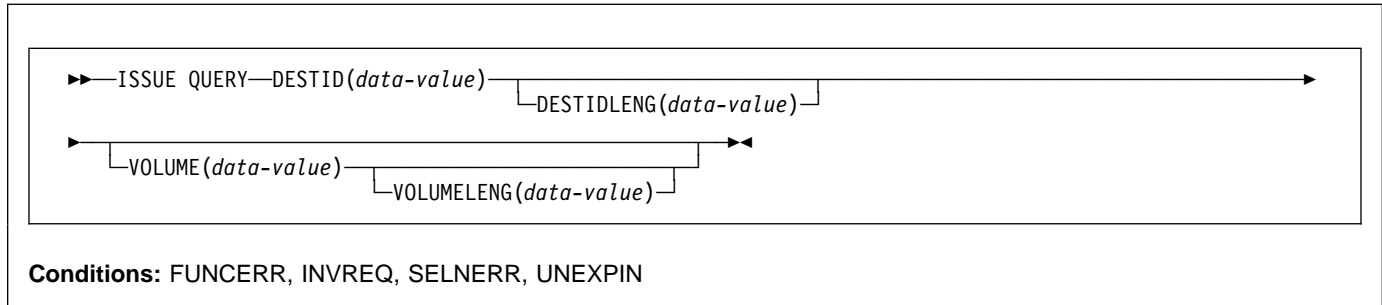 ISSUE QUERY DESTID(data-value)
DESTIDLENG(data-value)
VOLUME(data-value)
VOLUMELENG(data-value)
Conditions: FUNCERR, INVREQ, SELNERR, UNEXPIN